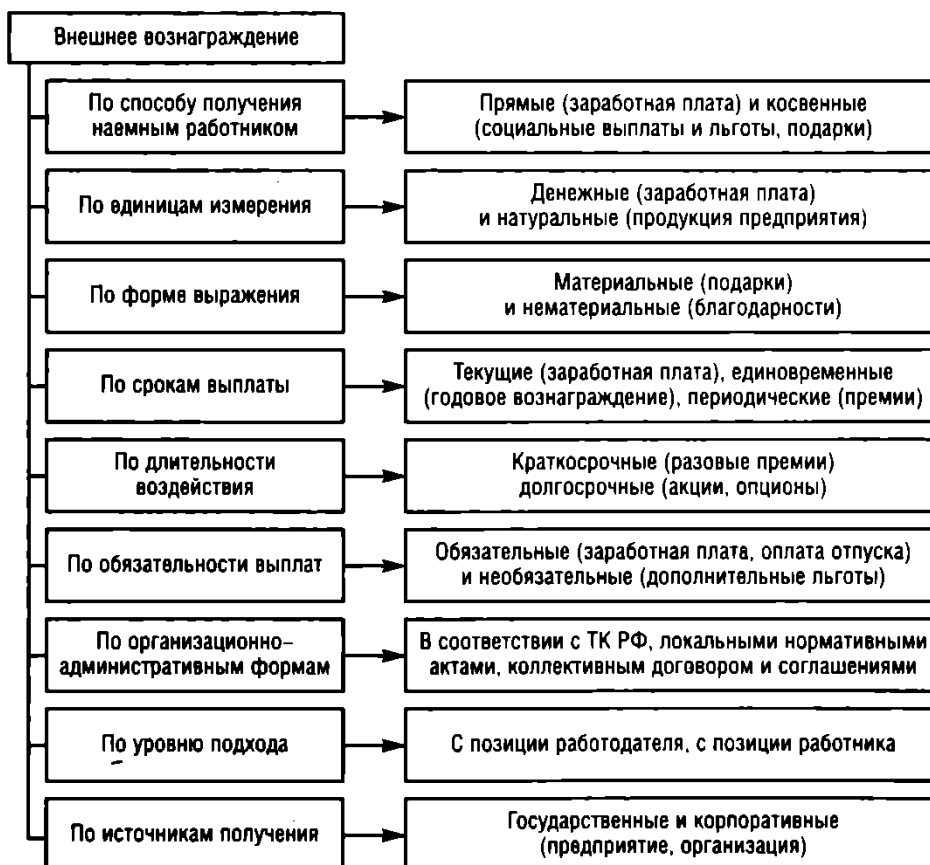 Внешнее вознаграждение
По способу получения
наемным работником
Прямые (заработная плата) и косвенные
(социальные выплаты и льготы, подарки)
По единицам измерения
Денежные (заработная плата)
и натуральные (продукция предприятия)
По форме выражения
Материальные (подарки)
и нематериальные (благодарности)
По срокам выплаты
Текущие (заработная плата), единовременные
(годовое вознаграждение), периодические (премии)
По длительности
воздействия
Краткосрочные (разовые премии)
долгосрочные (акции, опционы)
По обязательности выплат
Обязательные (заработная плата, оплата отпуска)
и необязательные (дополнительные льготы)
По организационно-
административным формам
В соответствии с ТК РФ, локальными нормативными
актами, коллективным договором и соглашениями
По уровню подхода
С позиции работодателя, с позиции работника
По источникам получения
Государственные и корпоративные
(предприятие, организация)